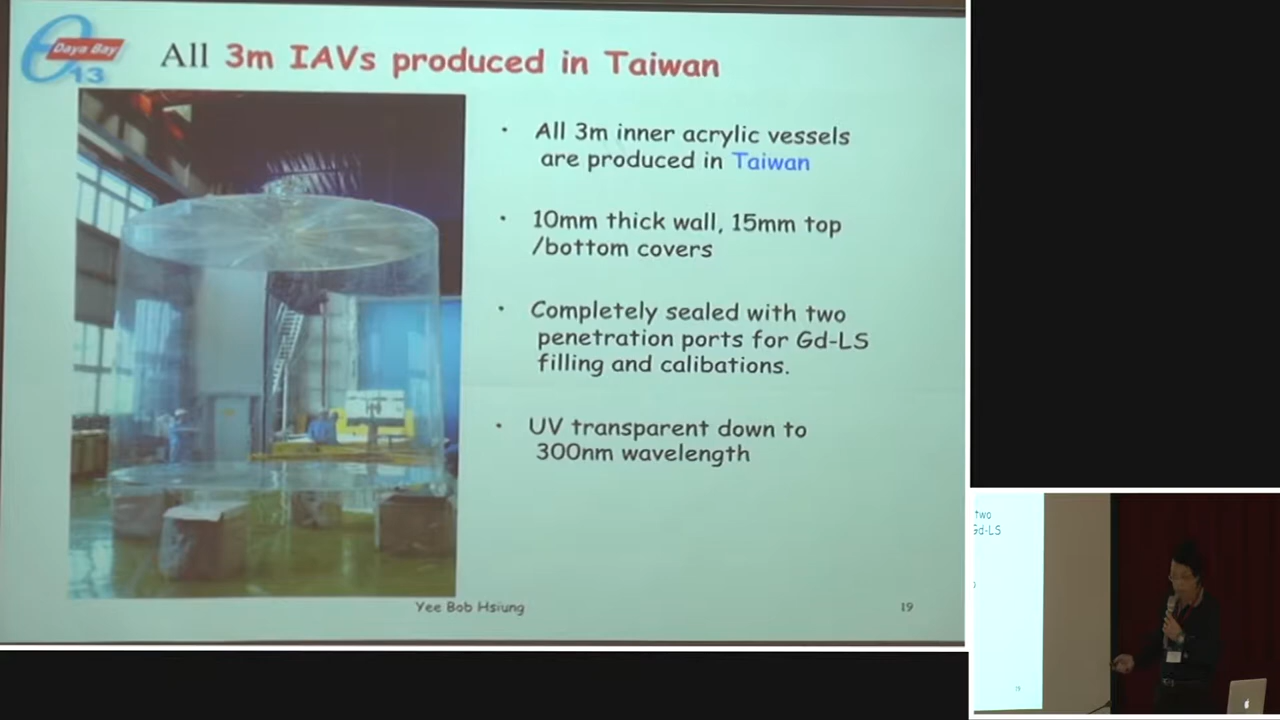 Daya Bay
θ13
All 3m IAVs produced in Taiwan
• All 3m inner acrylic vessels
are produced in Taiwan
• 10mm thick wall, 15mm top
/bottom covers
• Completely sealed with two
penetration ports for Gd-LS
filling and calibations.
• UV transparent down to
300nm wavelength
Yee Bob Hsiung
19
two
Gd-LS
19